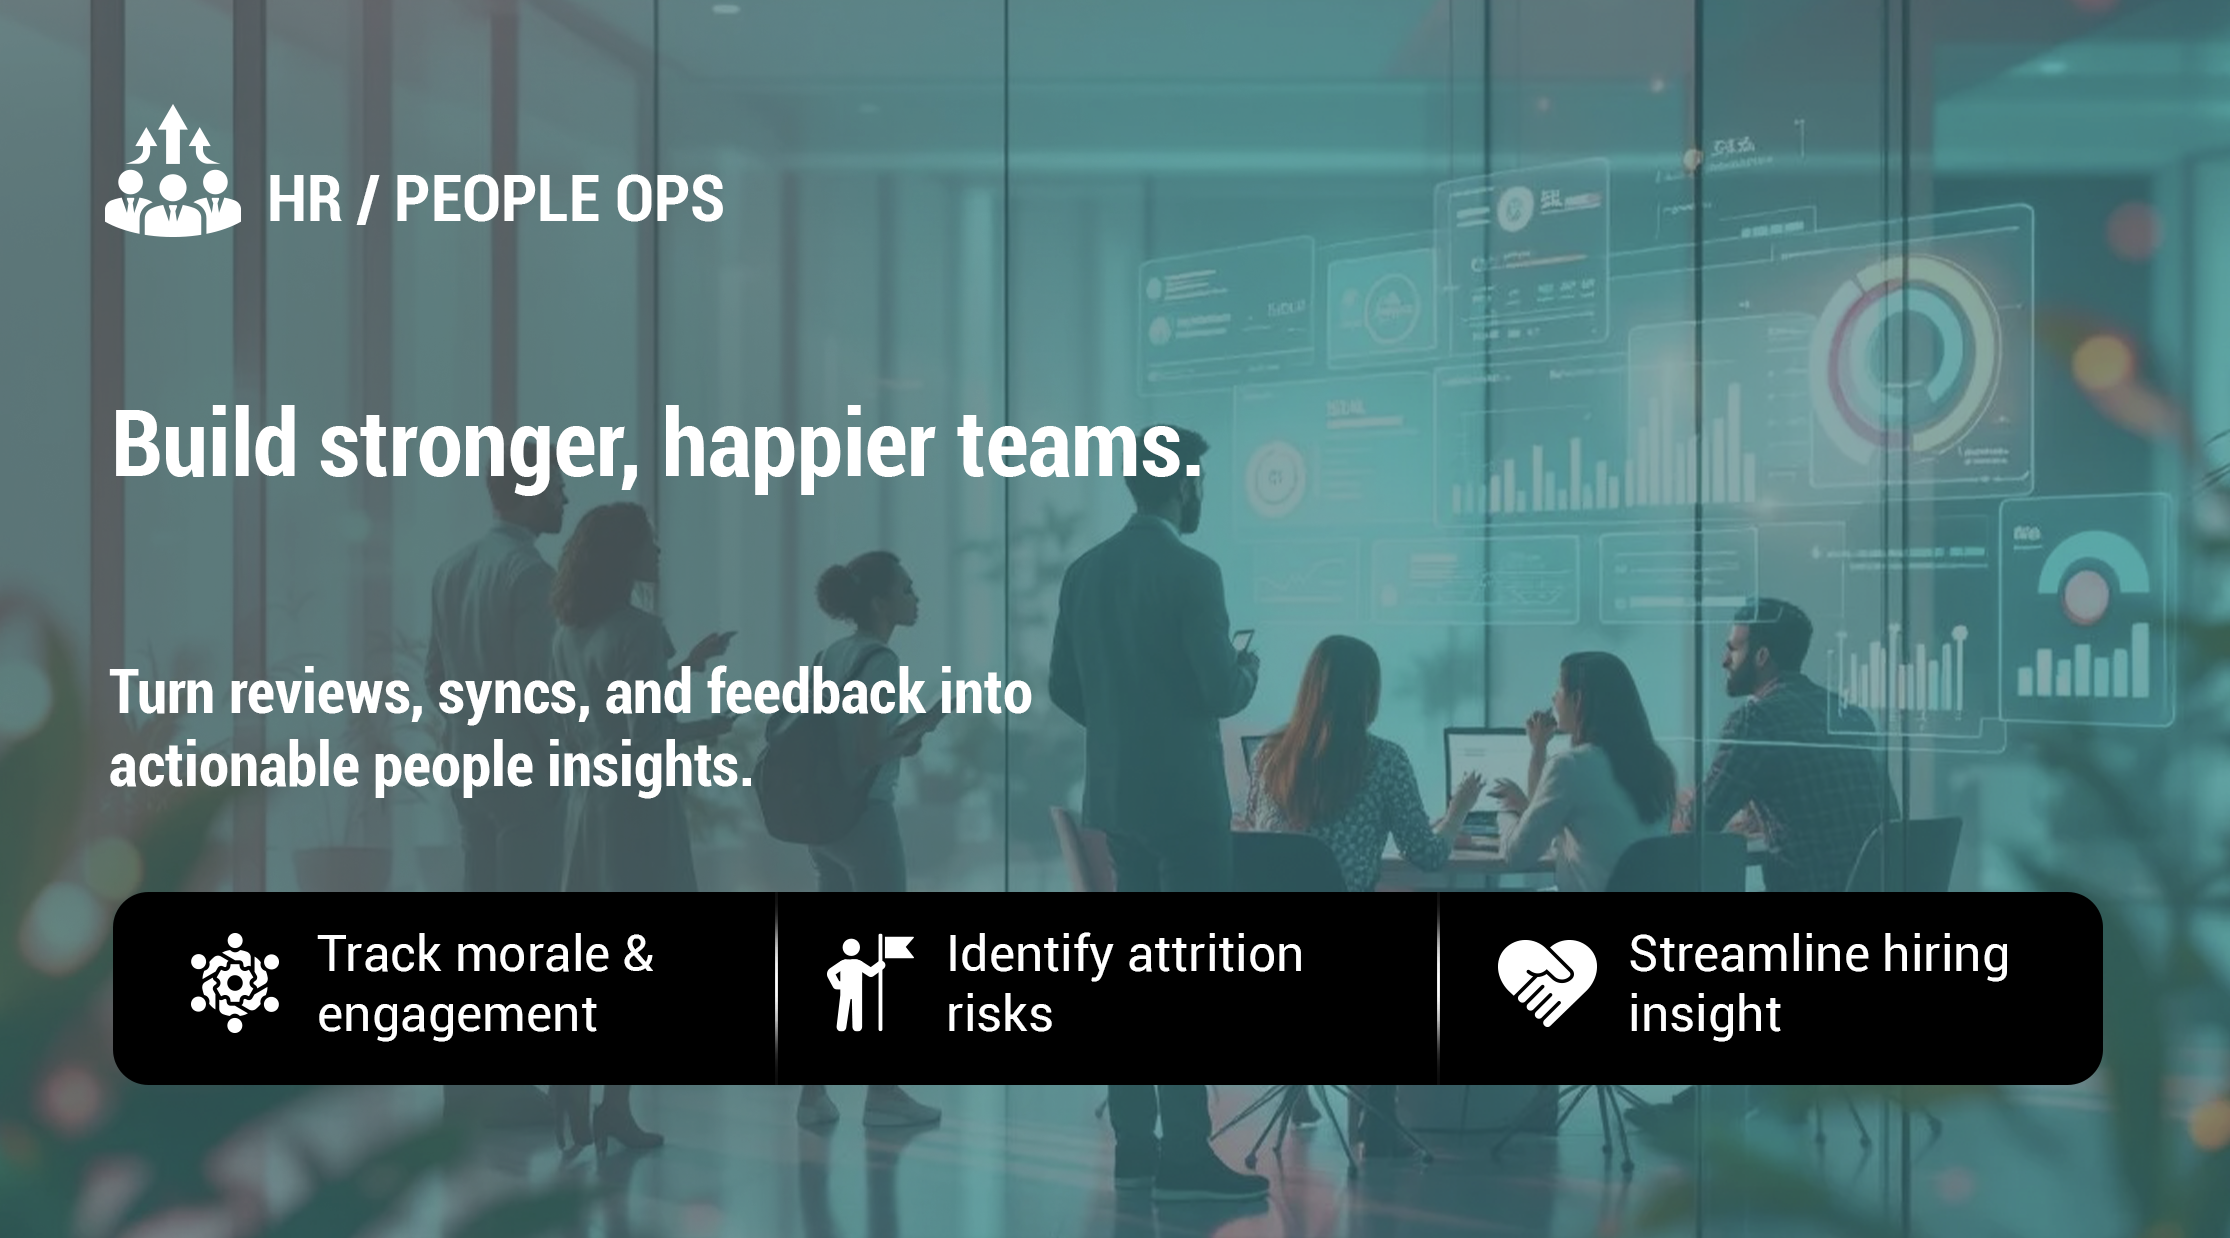 HR / PEOPLE OPS
Build stronger, happier teams.
Turn reviews, syncs, and feedback into
actionable people insights.
Track morale &
engagement
Identify attrition
risks
Streamline hiring
insight